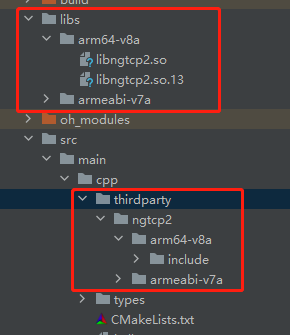 build
libs
arm64-v8a
libngtcp2.so
libngtcp2.so.13
armeabi-v7a
oh_modules
src
main
cpp
thirdparty
ngtcp2
arm64-v8a
include
armeabi-v7a
types
CMakeLists.txt